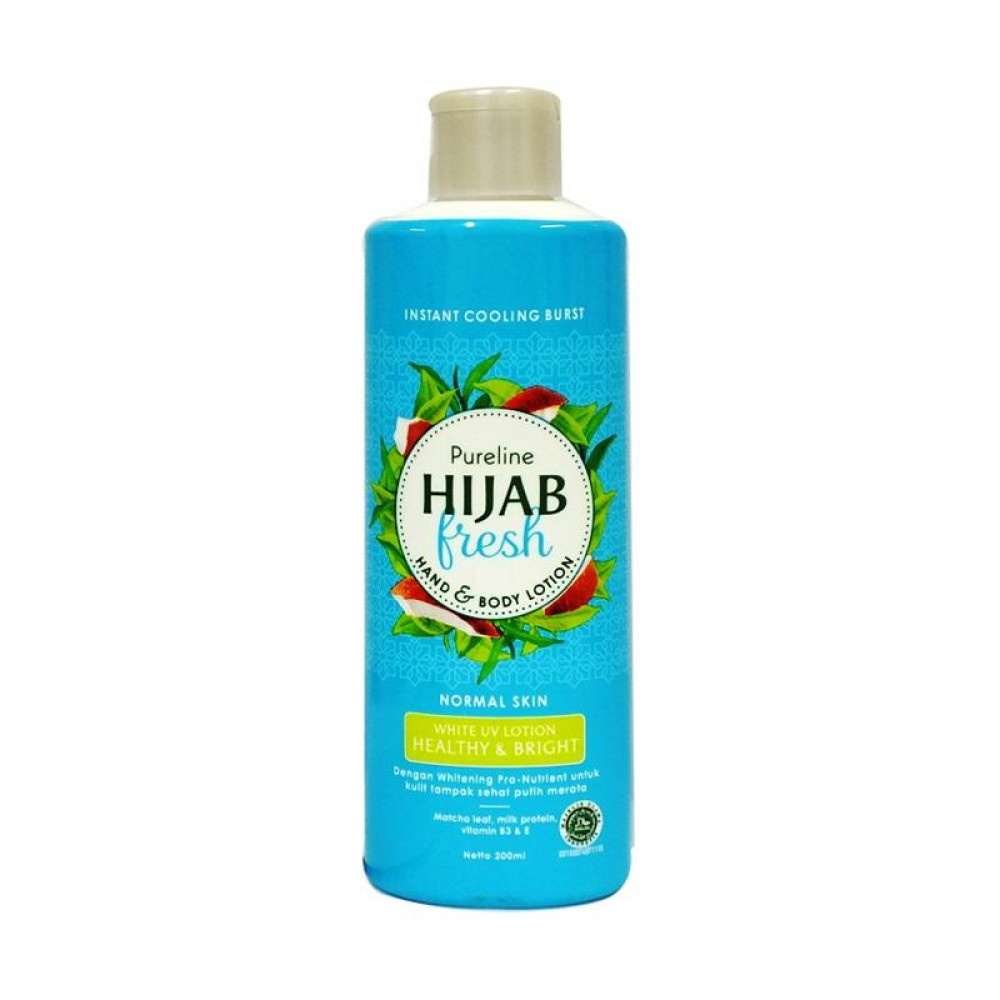 INSTANT COOLING BURST
Pureline
HIJAB
fresh
HAND & BODY LOTION
NORMAL SKIN
WHITE UV LOTION
HEALTHY & BRIGHT
Dengan Whitening Pro-Nutrient untuk
kulit tampak sehat putih merata
Matcha leaf, milk protein,
vitamin B3 & E
Netto 200ml